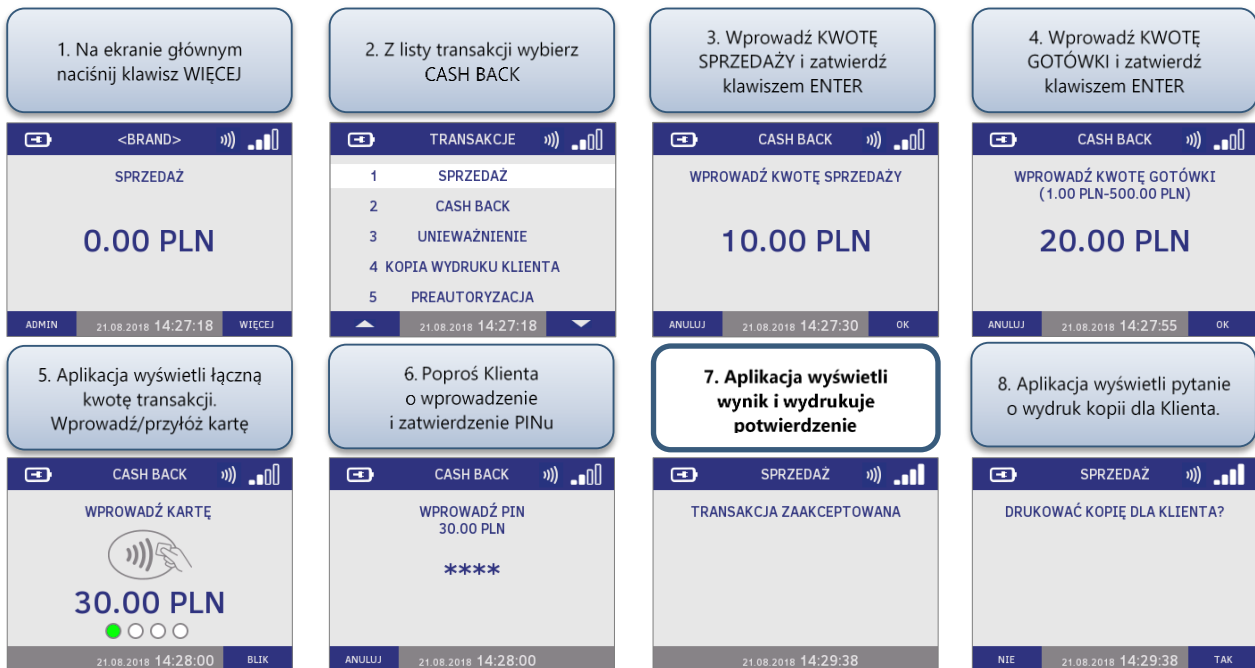 1. Na ekranie głównym
naciśnij klawisz WIĘCEJ
2. Z listy transakcji wybierz
CASH BACK
3. Wprowadź KWOTĘ
SPRZEDAŻY i zatwierdź
klawiszem ENTER
4. Wprowadź KWOTĘ
GOTÓWKI i zatwierdź
klawiszem ENTER
<BRAND>
SPRZEDAŻ
0.00 PLN
ADMIN 21.08.2018 14:27:18 WIĘCEJ
TRANSAKCJE
1 SPRZEDAŻ
2 CASH BACK
3 UNIEWAŻNIENIE
4 KOPIA WYDRUKU KLIENTA
5 PREAUTORYZACJA
21.08.2018 14:27:18
CASH BACK
WPROWADŹ KWOTĘ SPRZEDAŻY
10.00 PLN
ANULUJ 21.08.2018 14:27:30 OK
CASH BACK
WPROWADŹ KWOTĘ GOTÓWKI
(1.00 PLN-500.00 PLN)
20.00 PLN
ANULUJ 21.08.2018 14:27:55 OK
5. Aplikacja wyświetli łączną
kwotę transakcji.
Wprowadź/przyłóż kartę
6. Poproś Klienta
o wprowadzenie
i zatwierdzenie PINu
7. Aplikacja wyświetli
wynik i wydrukuje
potwierdzenie
8. Aplikacja wyświetli pytanie
o wydruk kopii dla Klienta.
CASH BACK
WPROWADŹ KARTĘ
30.00 PLN
21.08.2018 14:28:00 BLIK
CASH BACK
WPROWADŹ PIN
30.00 PLN
****
ANULUJ 21.08.2018 14:28:00
SPRZEDAŻ
TRANSAKCJA ZAAKCEPTOWANA
21.08.2018 14:29:38
SPRZEDAŻ
DRUKOWAĆ KOPIĘ DLA KLIENTA?
NIE 21.08.2018 14:29:38 TAK